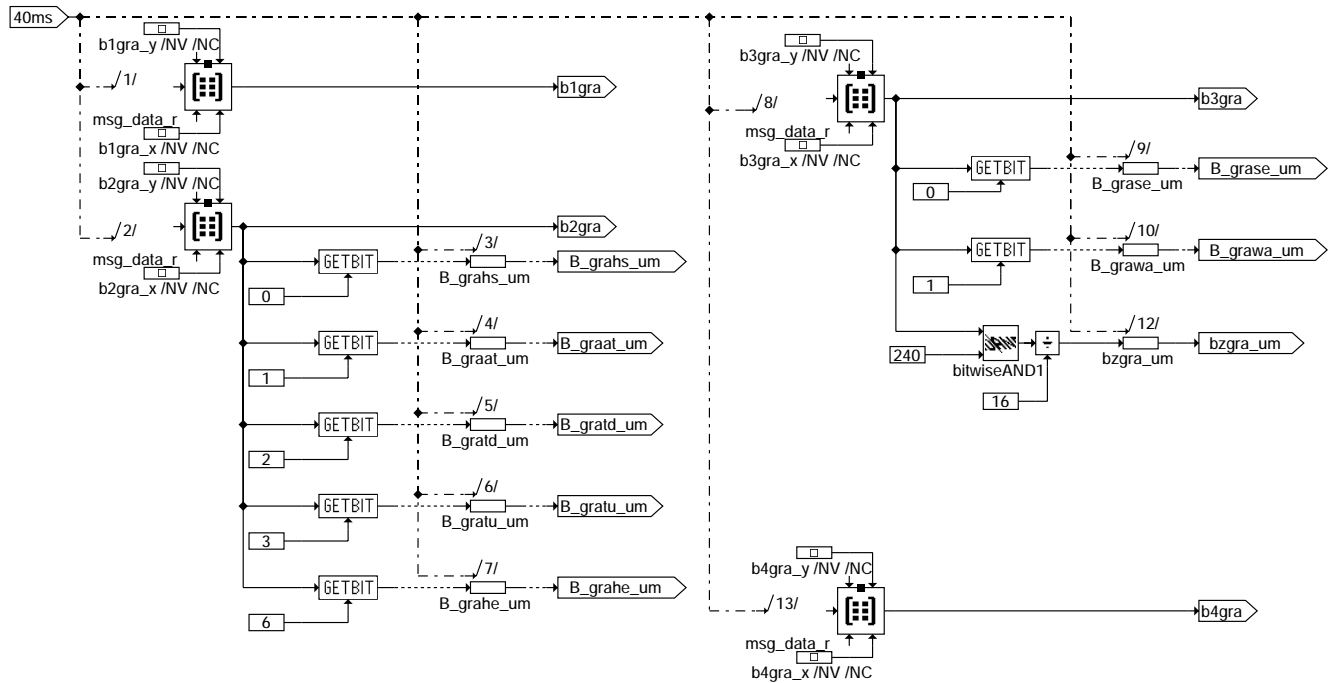 40ms
b1gra_y /NV /NC
/1/
b1gra
msg_data_r
b1gra_x /NV /NC
b2gra_y /NV /NC
/2/
b2gra
msg_data_r
b2gra_x /NV /NC
GETBIT
0
/3/
B_grahs_um
B_grahs_um
GETBIT
1
/4/
B_graat_um
B_graat_um
GETBIT
2
/5/
B_gratd_um
B_gratd_um
GETBIT
3
/6/
B_gratu_um
B_gratu_um
GETBIT
6
/7/
B_grahe_um
B_grahe_um
b3gra_y /NV /NC
/8/
b3gra
msg_data_r
b3gra_x /NV /NC
GETBIT
0
/9/
B_grase_um
B_grase_um
GETBIT
1
/10/
B_grawa_um
B_grawa_um
240
bitwiseAND1
÷
16
/12/
bzgra_um
bzgra_um
b4gra_y /NV /NC
/13/
b4gra
msg_data_r
b4gra_x /NV /NC